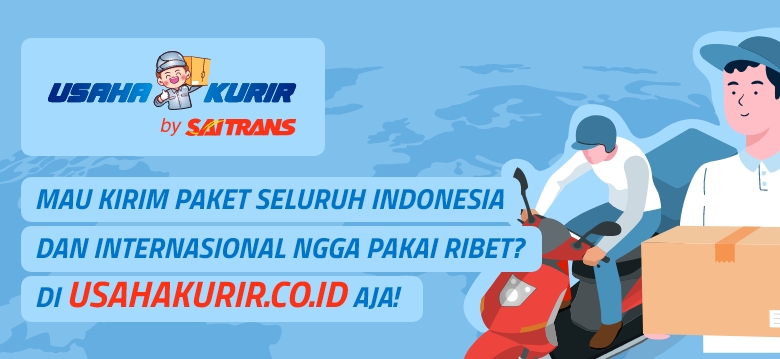 USAHA KURIR
by SAITRANS
MAU KIRIM PAKET SELURUH INDONESIA
DAN INTERNASIONAL NGGA PAKAI RIBET?
DI USAHAKURIR.CO.ID AJA!